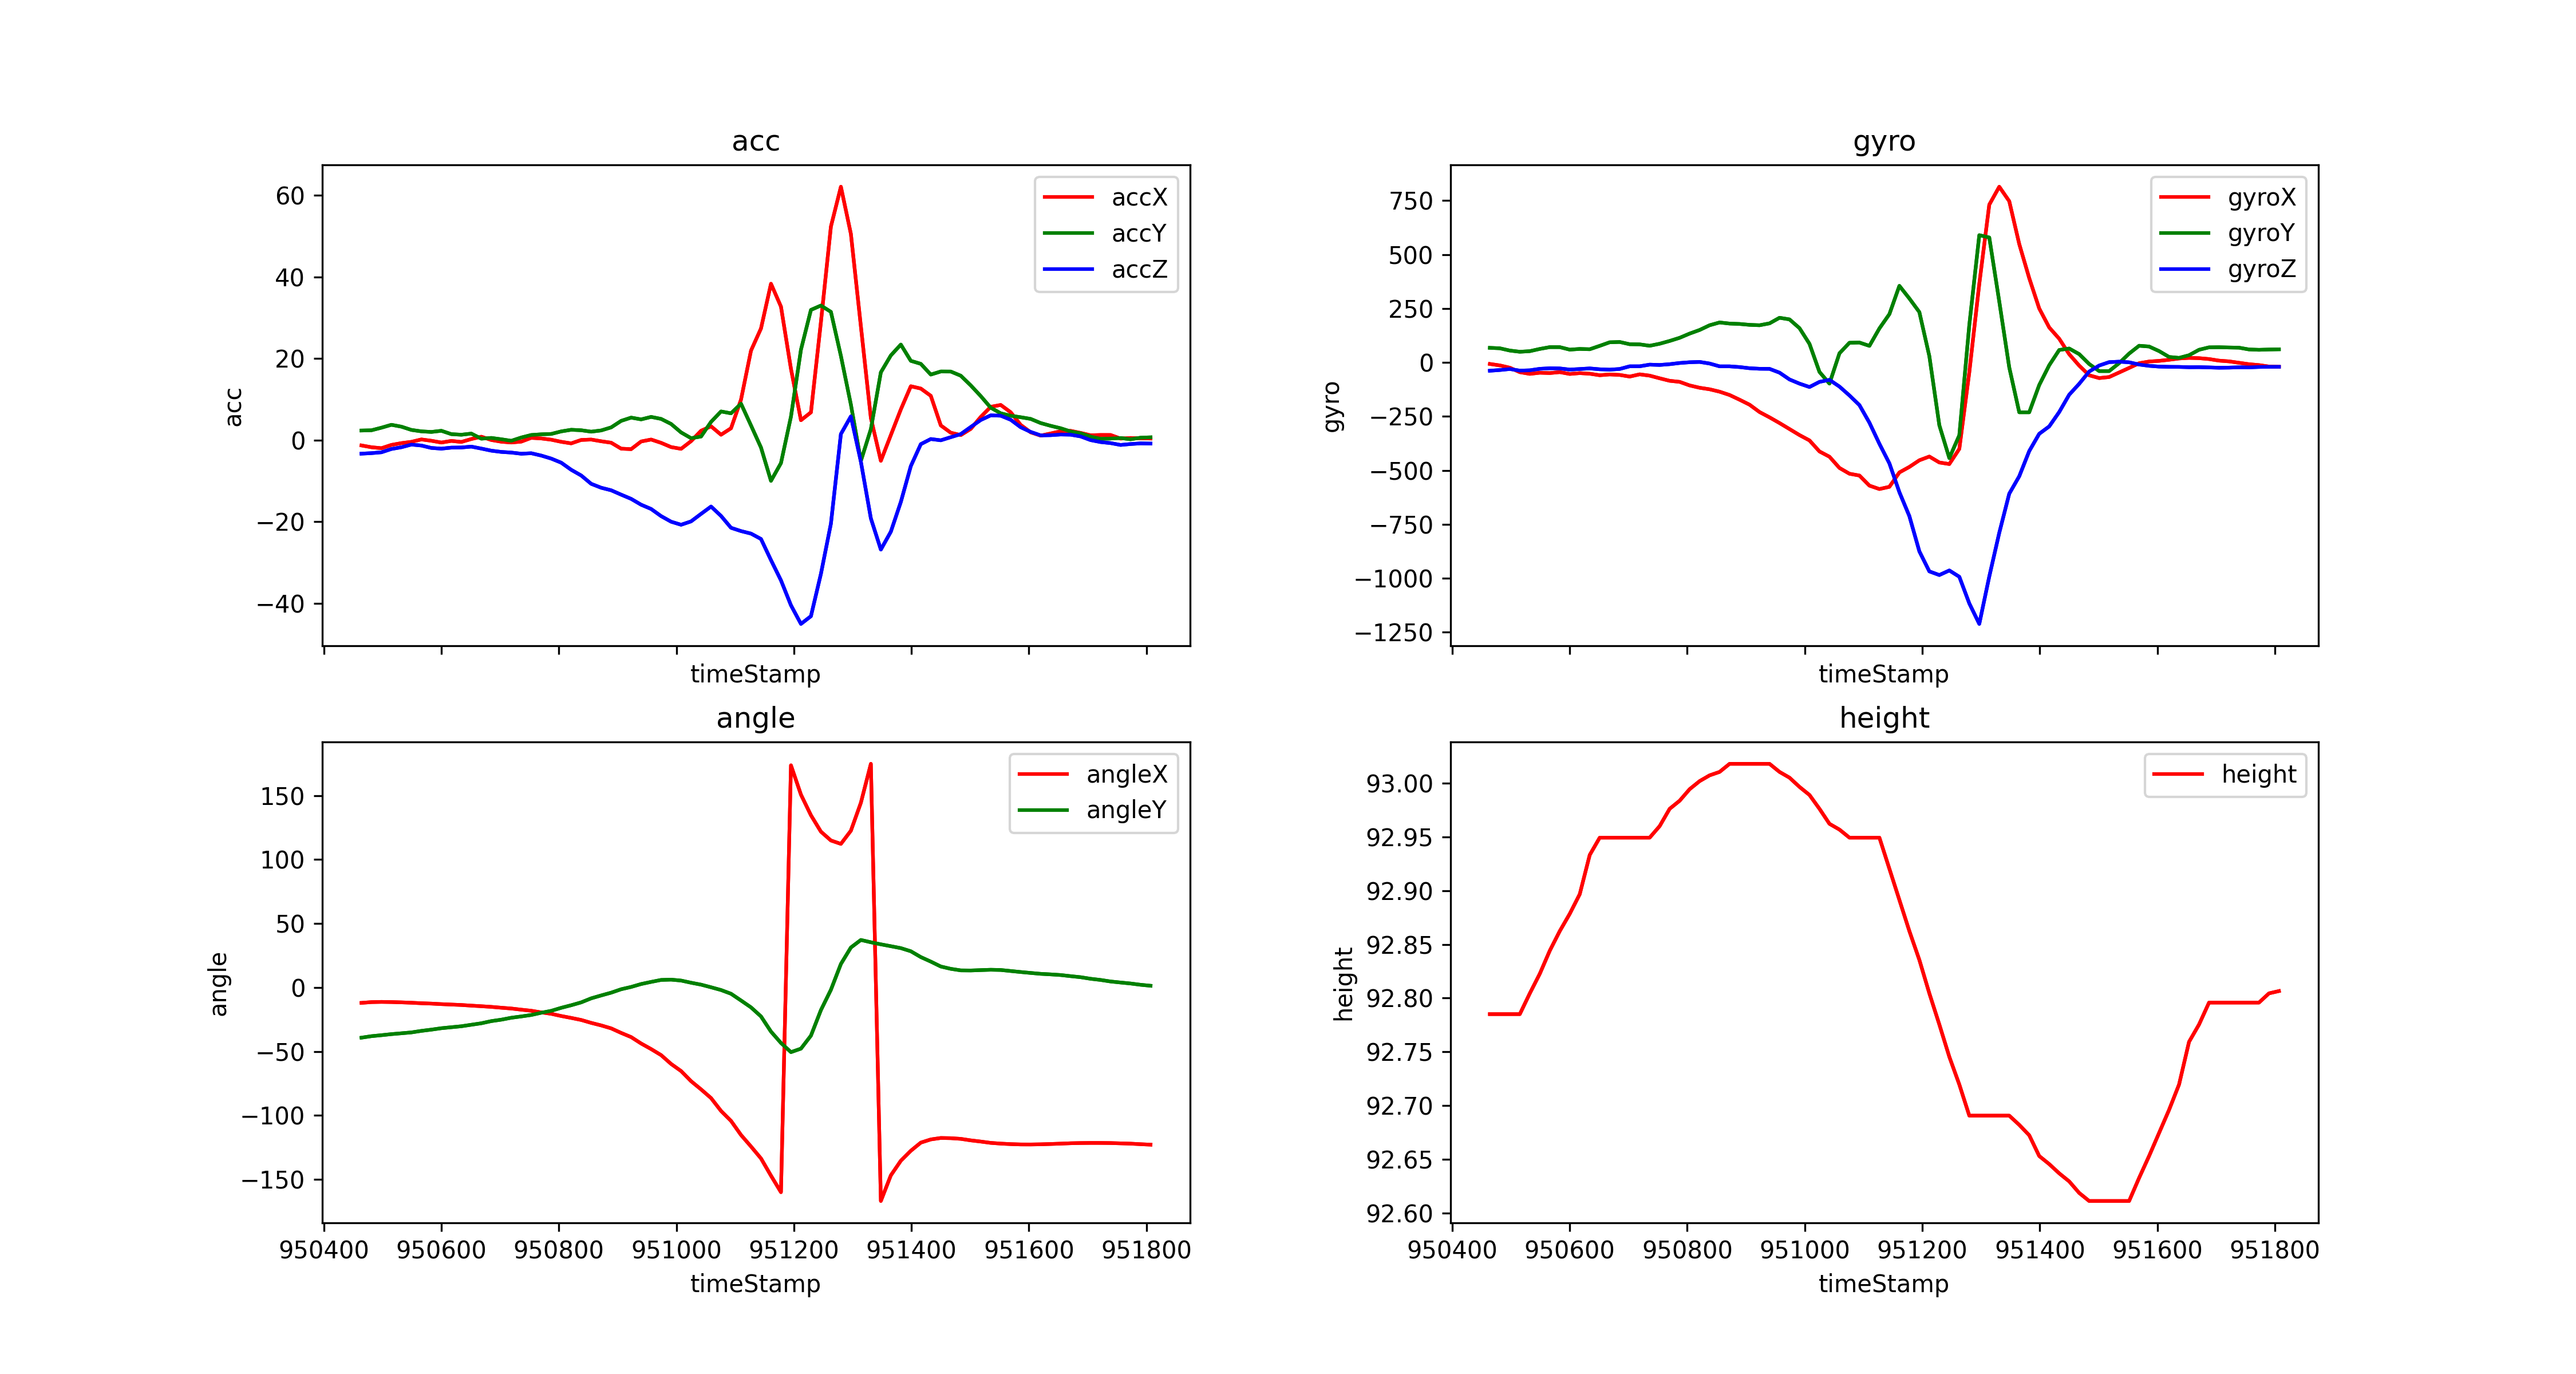 acc
60
40
20
0
−20
−40
acc
timeStamp
accX
accY
accZ
gyro
750
500
250
0
−250
−500
−750
−1000
−1250
gyro
timeStamp
gyroX
gyroY
gyroZ
angle
150
100
50
0
−50
−100
−150
angle
950400 950600 950800 951000 951200 951400 951600 951800
timeStamp
angleX
angleY
height
93.00
92.95
92.90
92.85
92.80
92.75
92.70
92.65
92.60
height
950400 950600 950800 951000 951200 951400 951600 951800
timeStamp
height